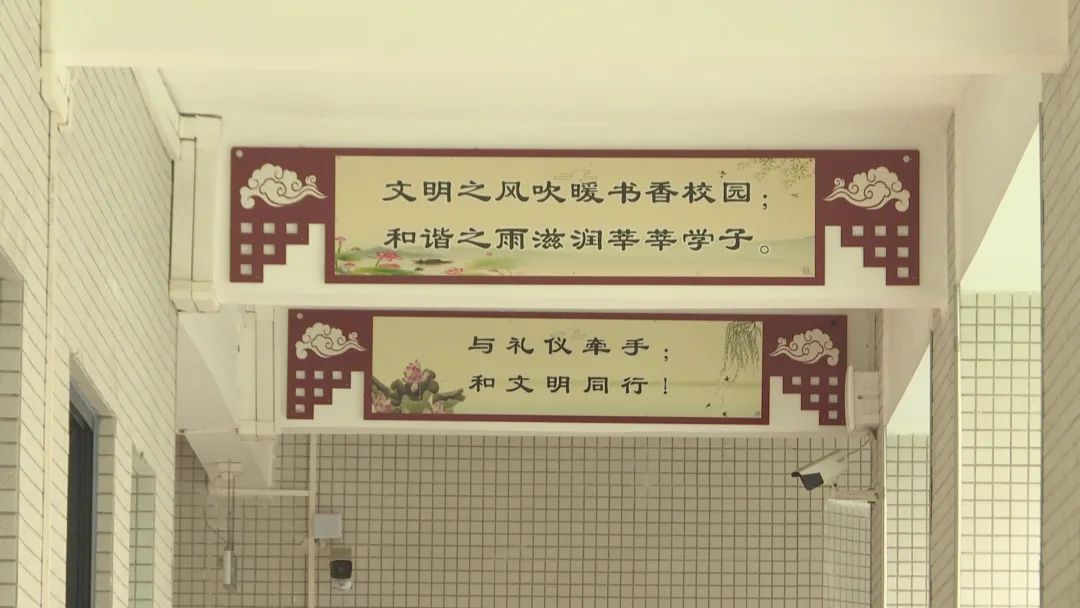 文明之风吹暖书香校园；
和谐之雨滋润莘莘学子。
与礼仪牵手；
和文明同行！